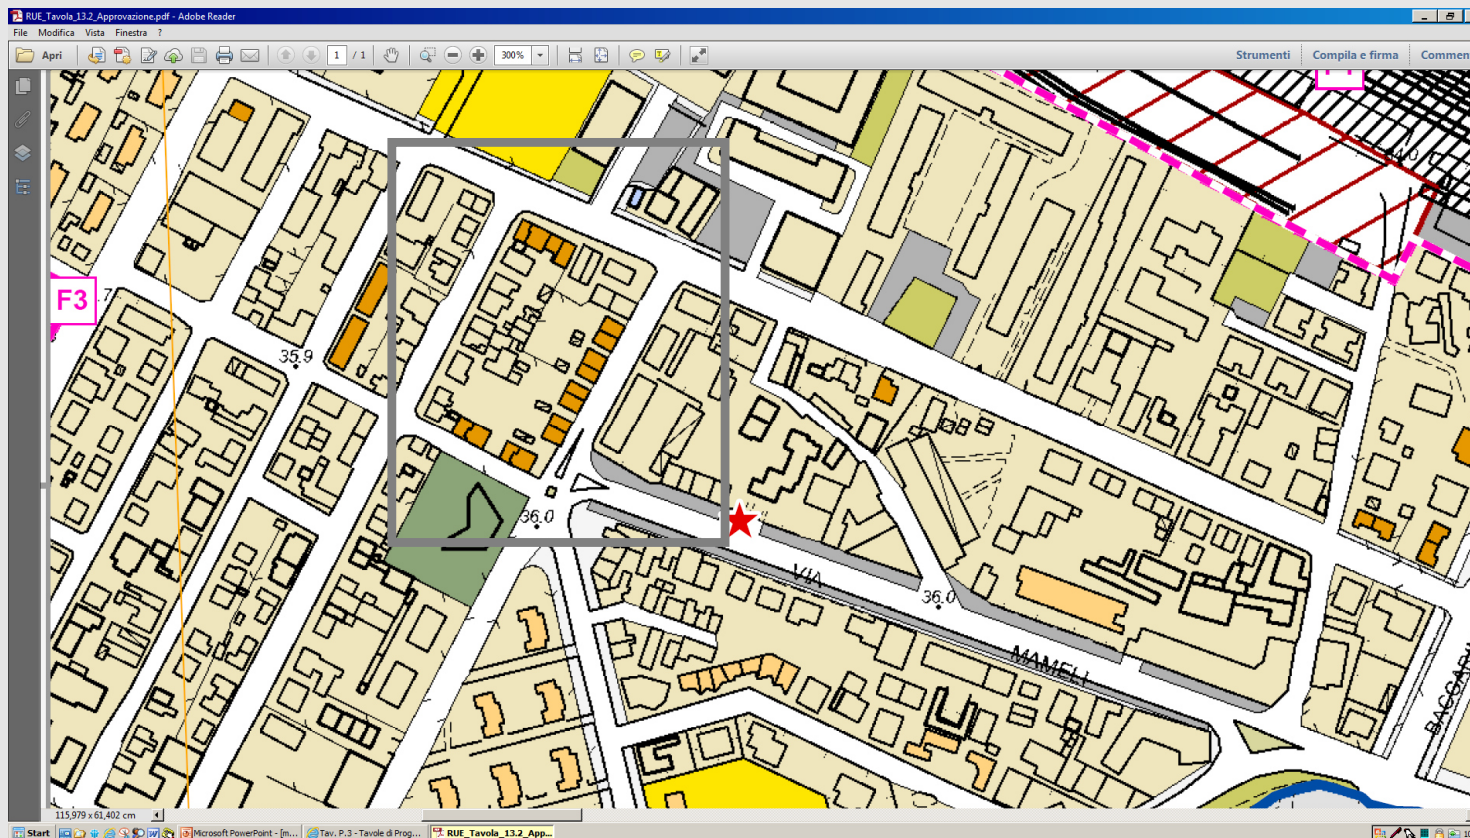 RUE_Tavola_13.2_Approvazione.pdf - Adobe Reader
File Modifica Vista Finestra ?
Apri 1 / 1 300% Strumenti Compila e firma Commen
F3
35.9
36.0
VIA
36.0
MAMELI
115,979 x 61,402 cm
Start Microsoft PowerPoint - [m... Tav. P.3 - Tavole di Prog... RUE_Tavola_13.2_App...